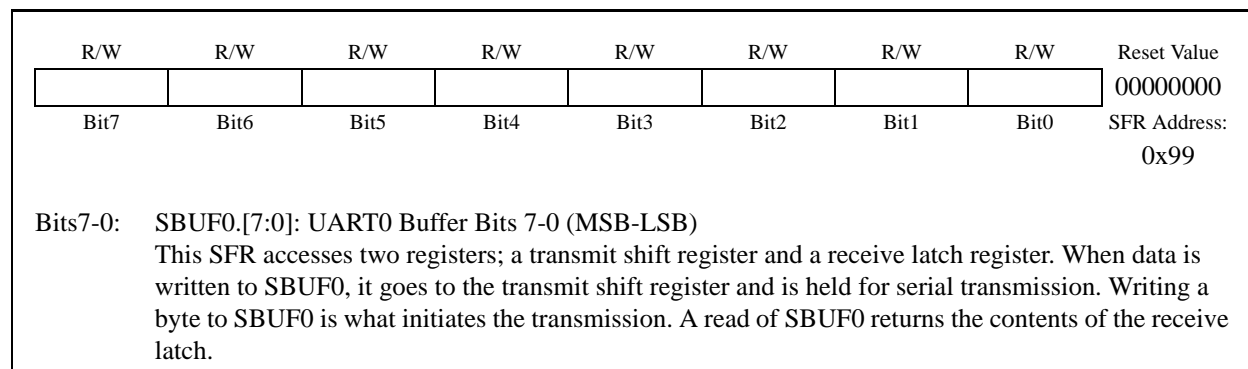 R/W R/W R/W R/W R/W R/W R/W R/W Reset Value
00000000
Bit7 Bit6 Bit5 Bit4 Bit3 Bit2 Bit1 Bit0 SFR Address:
0x99
Bits7-0: SBUF0.[7:0]: UART0 Buffer Bits 7-0 (MSB-LSB)
This SFR accesses two registers; a transmit shift register and a receive latch register. When data is
written to SBUF0, it goes to the transmit shift register and is held for serial transmission. Writing a
byte to SBUF0 is what initiates the transmission. A read of SBUF0 returns the contents of the receive
latch.